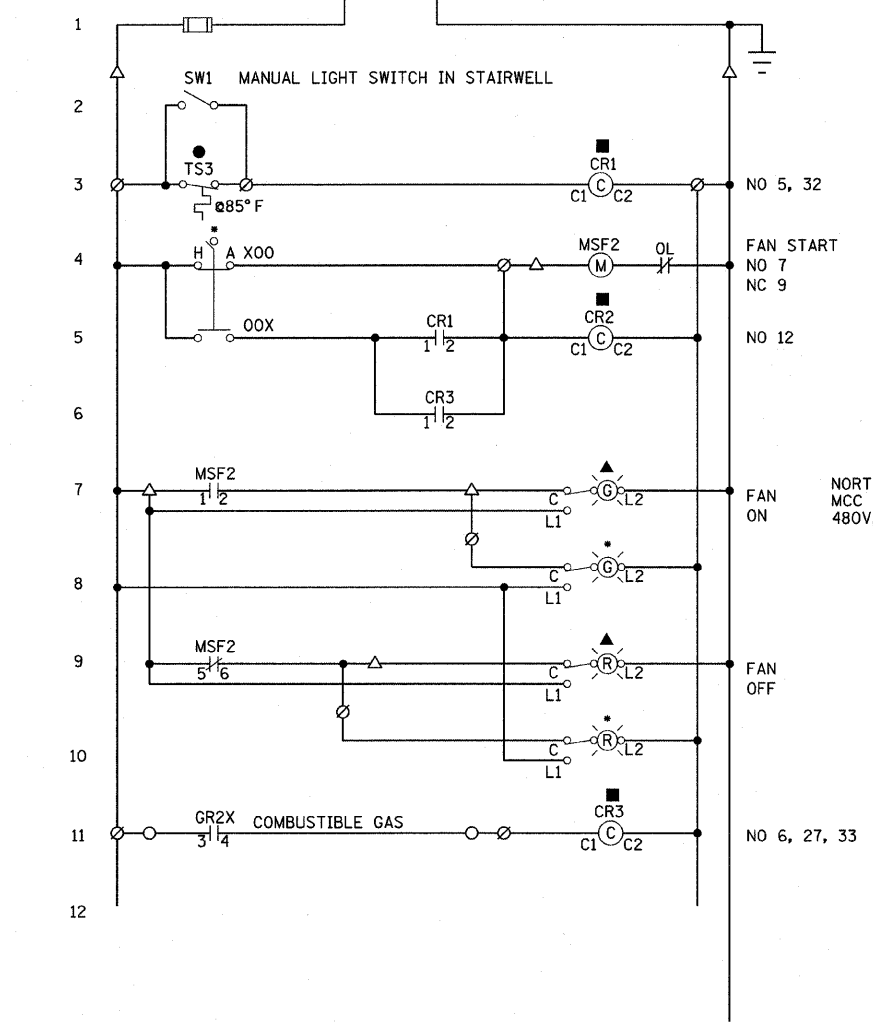 1
SW1 MANUAL LIGHT SWITCH IN STAIRWELL
2
TS3
CR1
3
C
C1 C2
NO 5, 32
@85°F
*
MSF2
OL
FAN START
4
H A XOO
M
NO 7
NC 9
CR2
5
OOX
CR1
1 2
C
C1 C2
NO 12
CR3
6
1 2
MSF2
7
1 2
C
G
L2
FAN
ON
L1
NORT
MCC
480V
*
8
C
G
L2
L1
MSF2
9
5 6
C
R
L2
FAN
OFF
L1
*
10
C
R
L2
L1
CR3
11
GR2X
3 4
COMBUSTIBLE GAS
C
C1 C2
NO 6, 27, 33
12